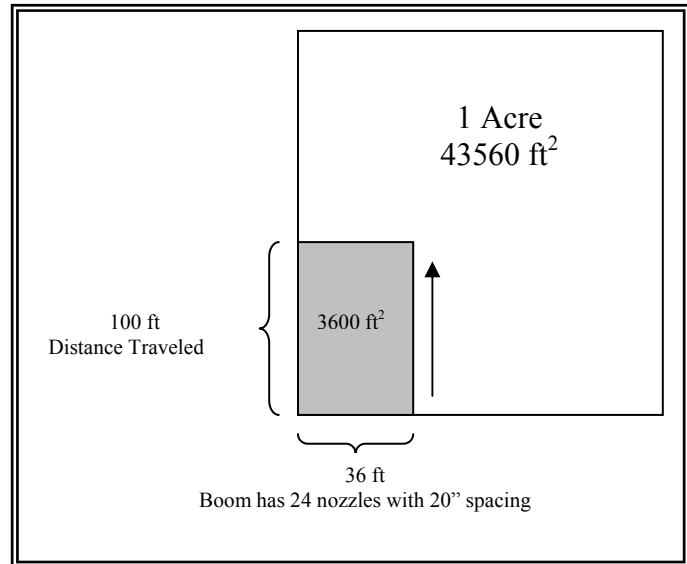 1 Acre
43560 ft²
100 ft
Distance Traveled
3600 ft²
36 ft
Boom has 24 nozzles with 20” spacing